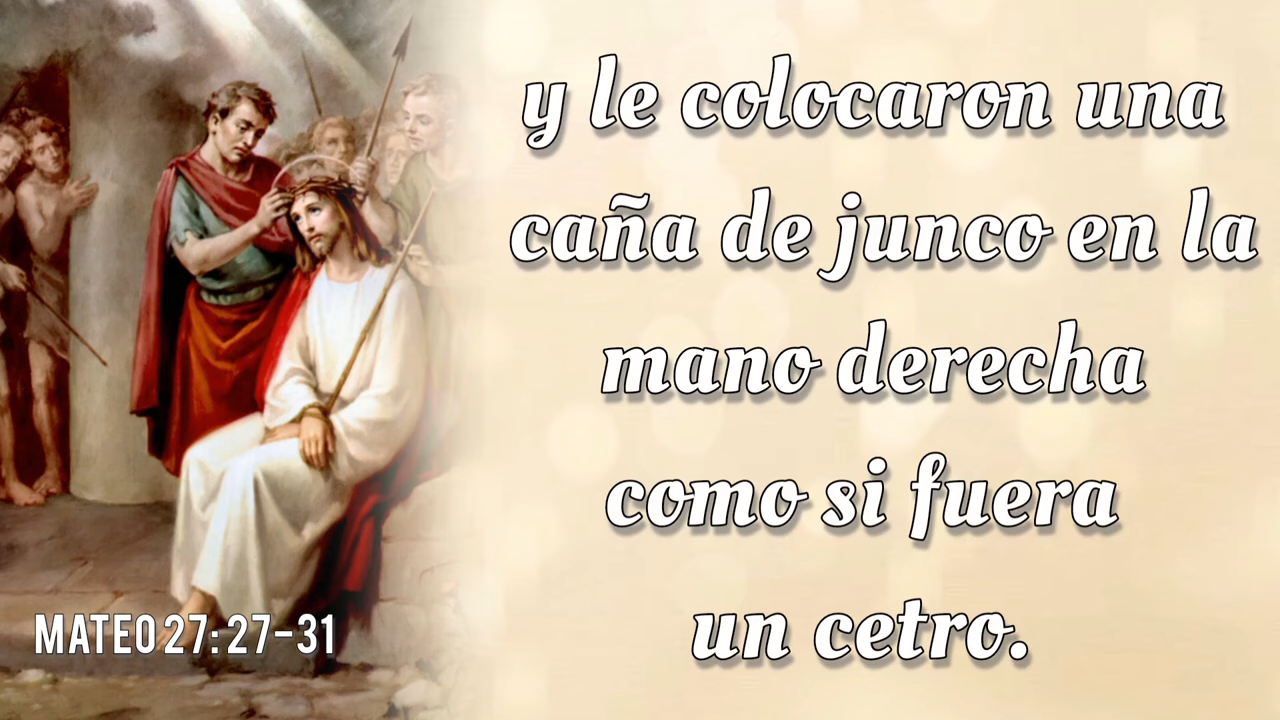 y le colocaron una
caña de junco en la
mano derecha
como si fuera
un cetro.
MATEO 27:27-31